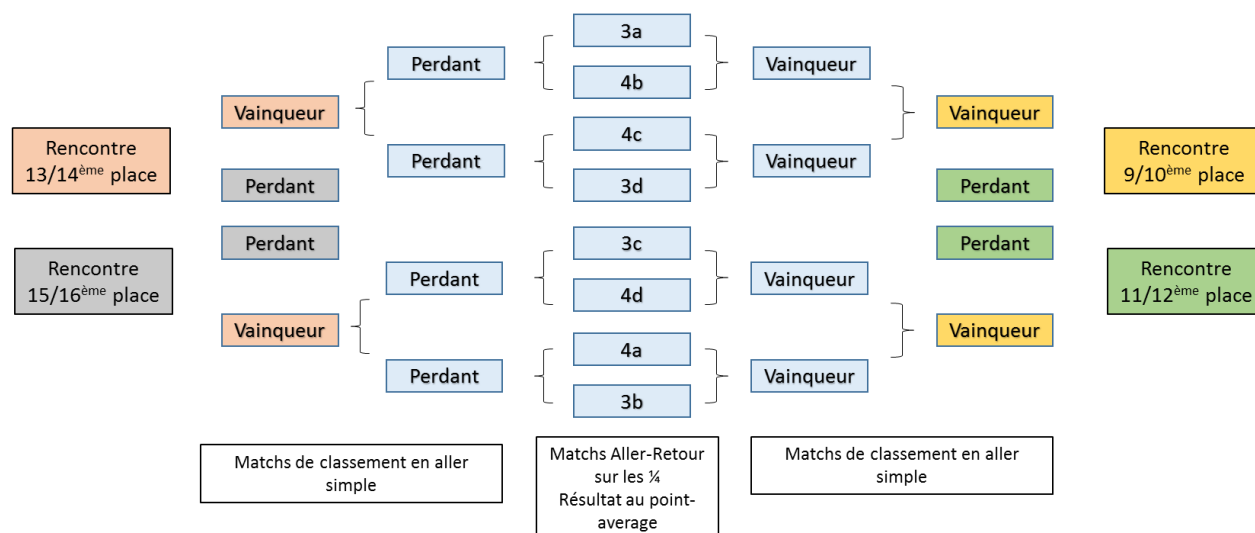 3a
Perdant
Vainqueur
4b
Vainqueur
Vainqueur
4c
Rencontre
13/14ème place
Rencontre
9/10ème place
Perdant
Vainqueur
3d
Perdant
Perdant
Perdant
3c
Perdant
Rencontre
15/16ème place
Perdant
Vainqueur
Rencontre
11/12ème place
4d
Vainqueur
Vainqueur
4a
Perdant
Vainqueur
3b
Matchs de classement en aller
simple
Matchs Aller-Retour
sur les ¼
Résultat au point-
average
Matchs de classement en aller
simple